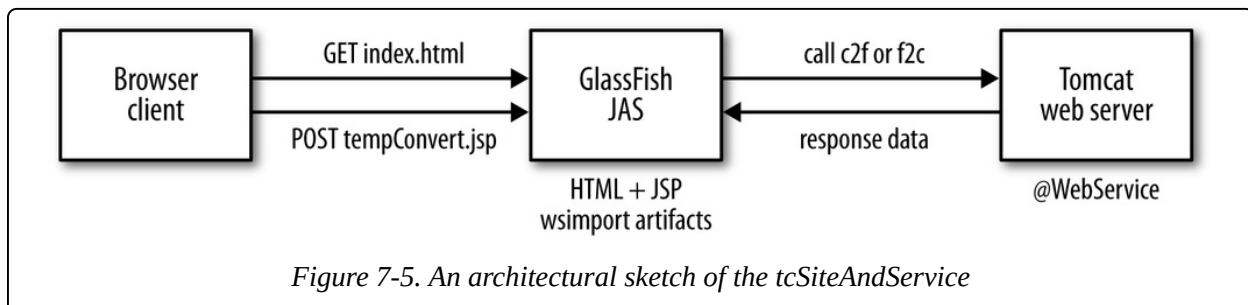 Browser
client
GET index.html
POST tempConvert.jsp
GlassFish
JAS
HTML + JSP
wsimport artifacts
call c2f or f2c
response data
Tomcat
web server
@WebService
Figure 7-5. An architectural sketch of the tcSiteAndService